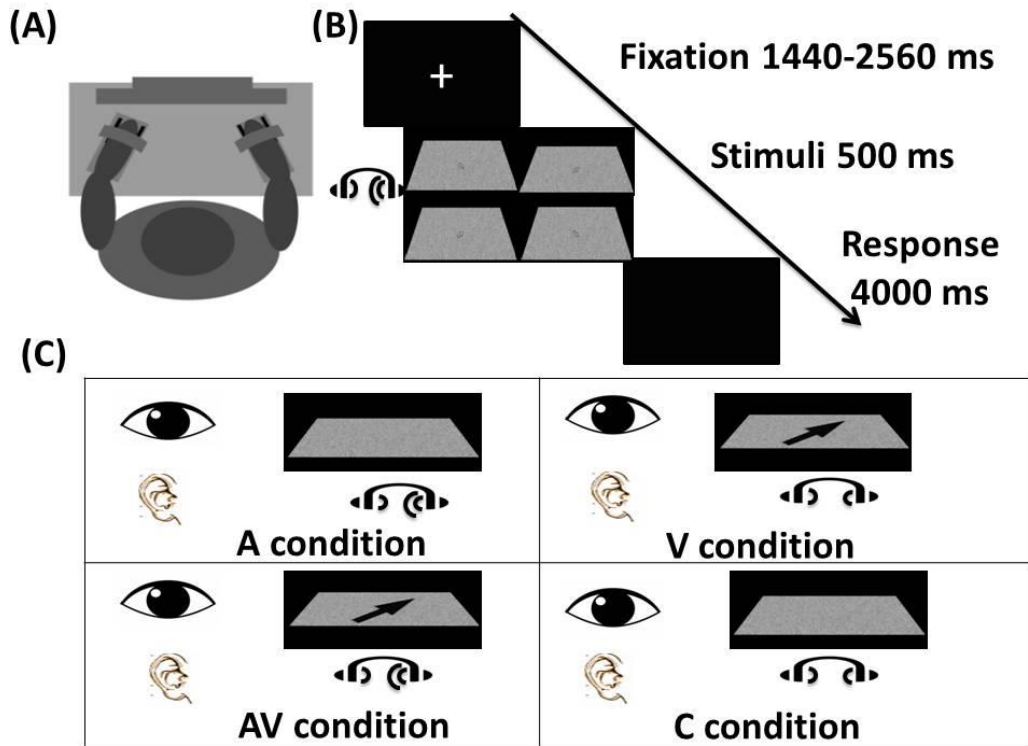 (A)
(B)
Fixation 1440-2560 ms
Stimuli 500 ms
Response
4000 ms
(C)
A condition
V condition
AV condition
C condition